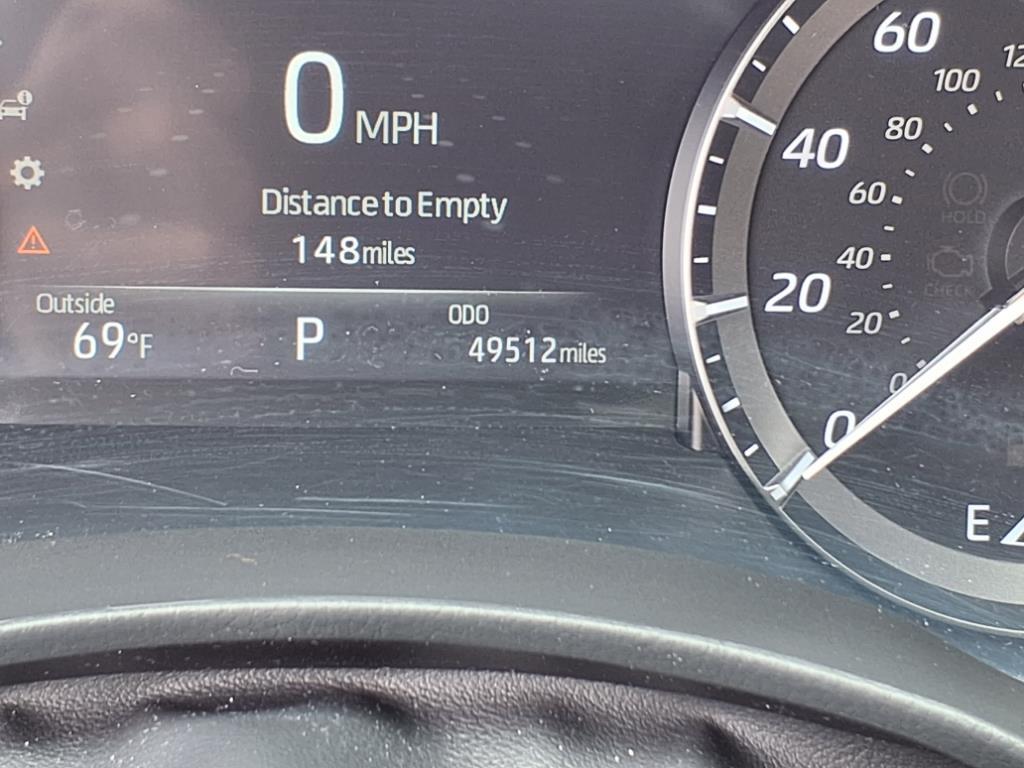 0 MPH
Distance to Empty
148 miles
Outside
69°F
P
ODO
49512 miles
60
40
20
0
100
80
60
40
20
0
HOLD
CHECK
E